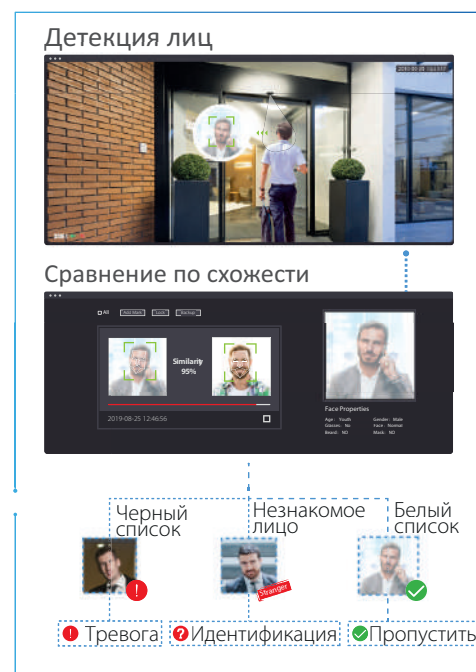 Детекция лиц
Сравнение по схожести
All
Add Mark
Lock
Backup
Similarity
95%
2019-08-25 12:46:56
Face Properties
Age : Youth
Gender : Male
Glasses : No
Face : Normal
Beard : NO
Mask : NO
Черный
список
Незнакомое
лицо
Белый
список
Stranger
Тревога
Идентификация
Пропустить